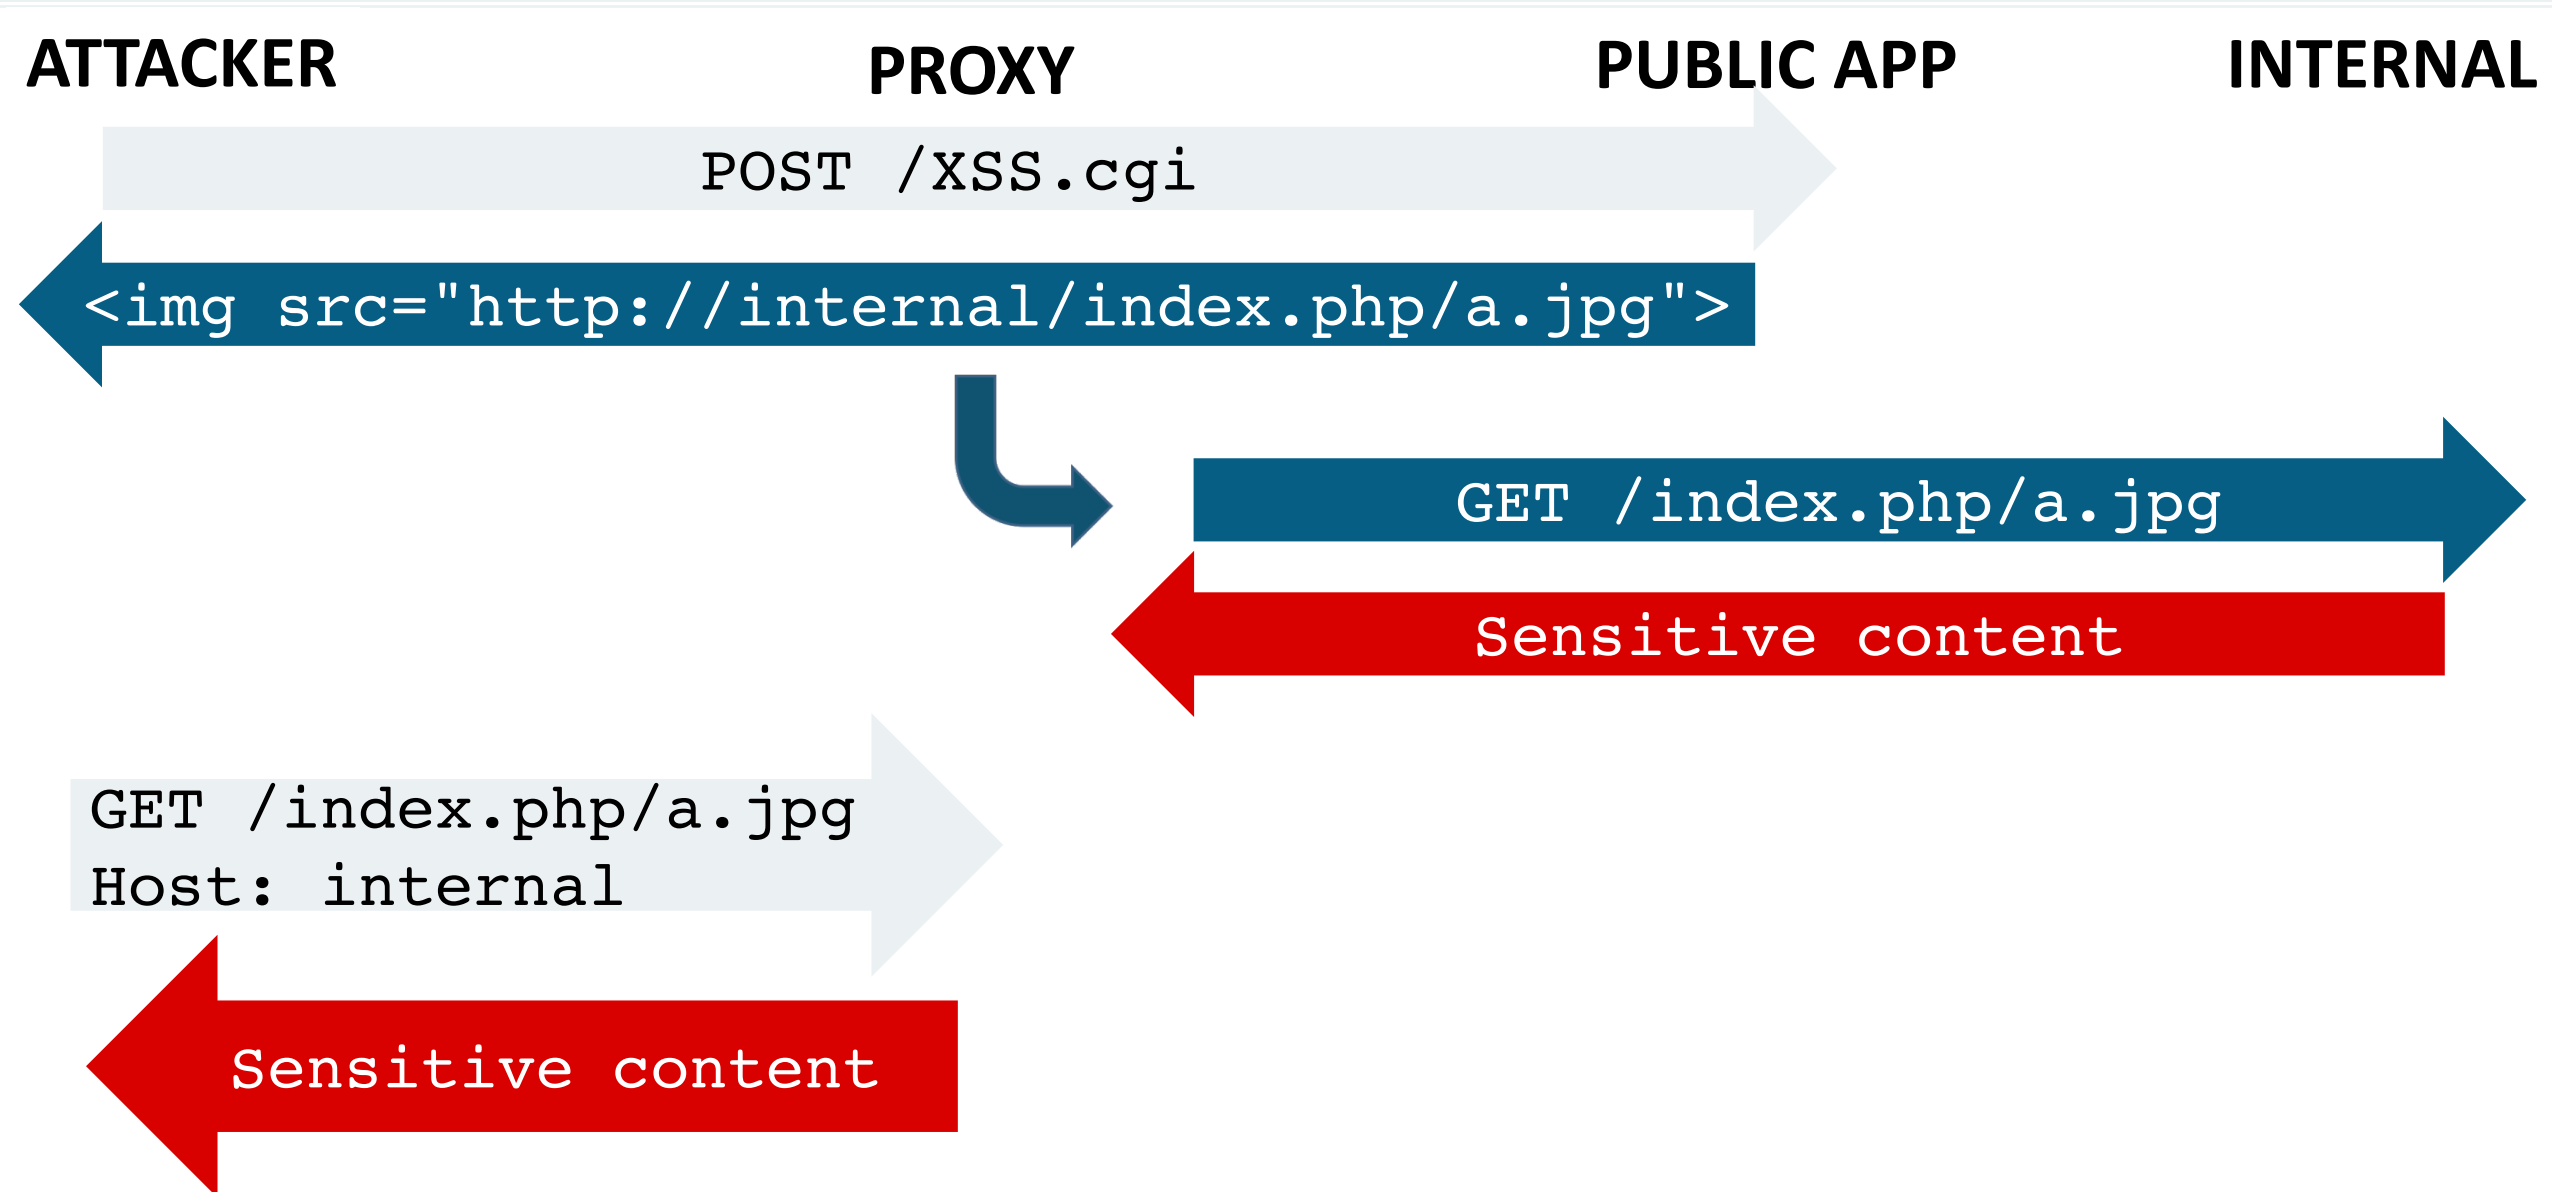 ATTACKER
PROXY
PUBLIC APP
INTERNAL
POST /XSS.cgi
<img src="http://internal/index.php/a.jpg">
GET /index.php/a.jpg
Sensitive content
GET /index.php/a.jpg
Host: internal
Sensitive content